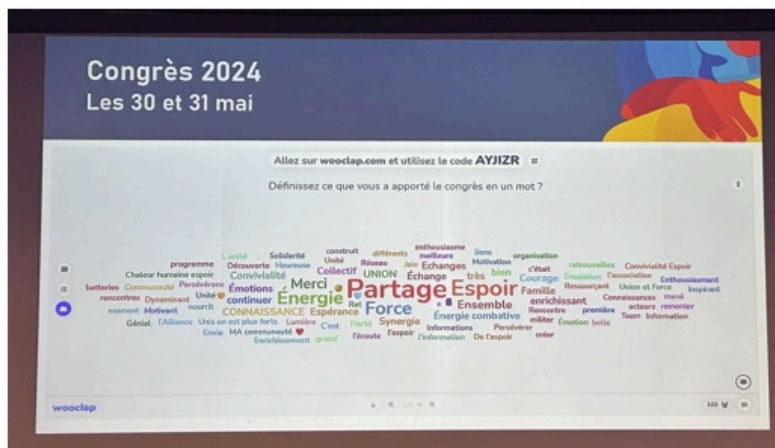 Congrès 2024
Les 30 et 31 mai
Allez sur wooclap.com et utilisez le code AYJIZR
Définissez ce que vous a apporté le congrès en un mot ?
L'unité Solidarité construit différents enthousiasme meilleure liens organisation
programme Découverte Heureuse Unité Réseau Joie Echanges Motivation c'était retrouvailles Convivialité Espoir
Chaleur humaine espoir Convivialité Collectif UNION Échange très bien Courage Émulation l'association Enthousiasmant
batteries Communauté Persévérons Émotions Merci Partage Espoir Famille Ressourçant Union et Force Inspirant
rencontres Dynamisant Unité continuer Énergie Rat Force Ensemble enrichissant Connaissances mené
moment Motivant nourrit CONNAISSANCE Espérance Énergie combative Rencontre première acteurs remonter
Génial l'Alliance Unis on est plus forts Lumière C'est Fierté Synergie Informations Persévérer militer Émotion belle Team Information
Envie MA communauté Enrichissement grand l'écoute l'espoir l'information De l'espoir créer
wooclap